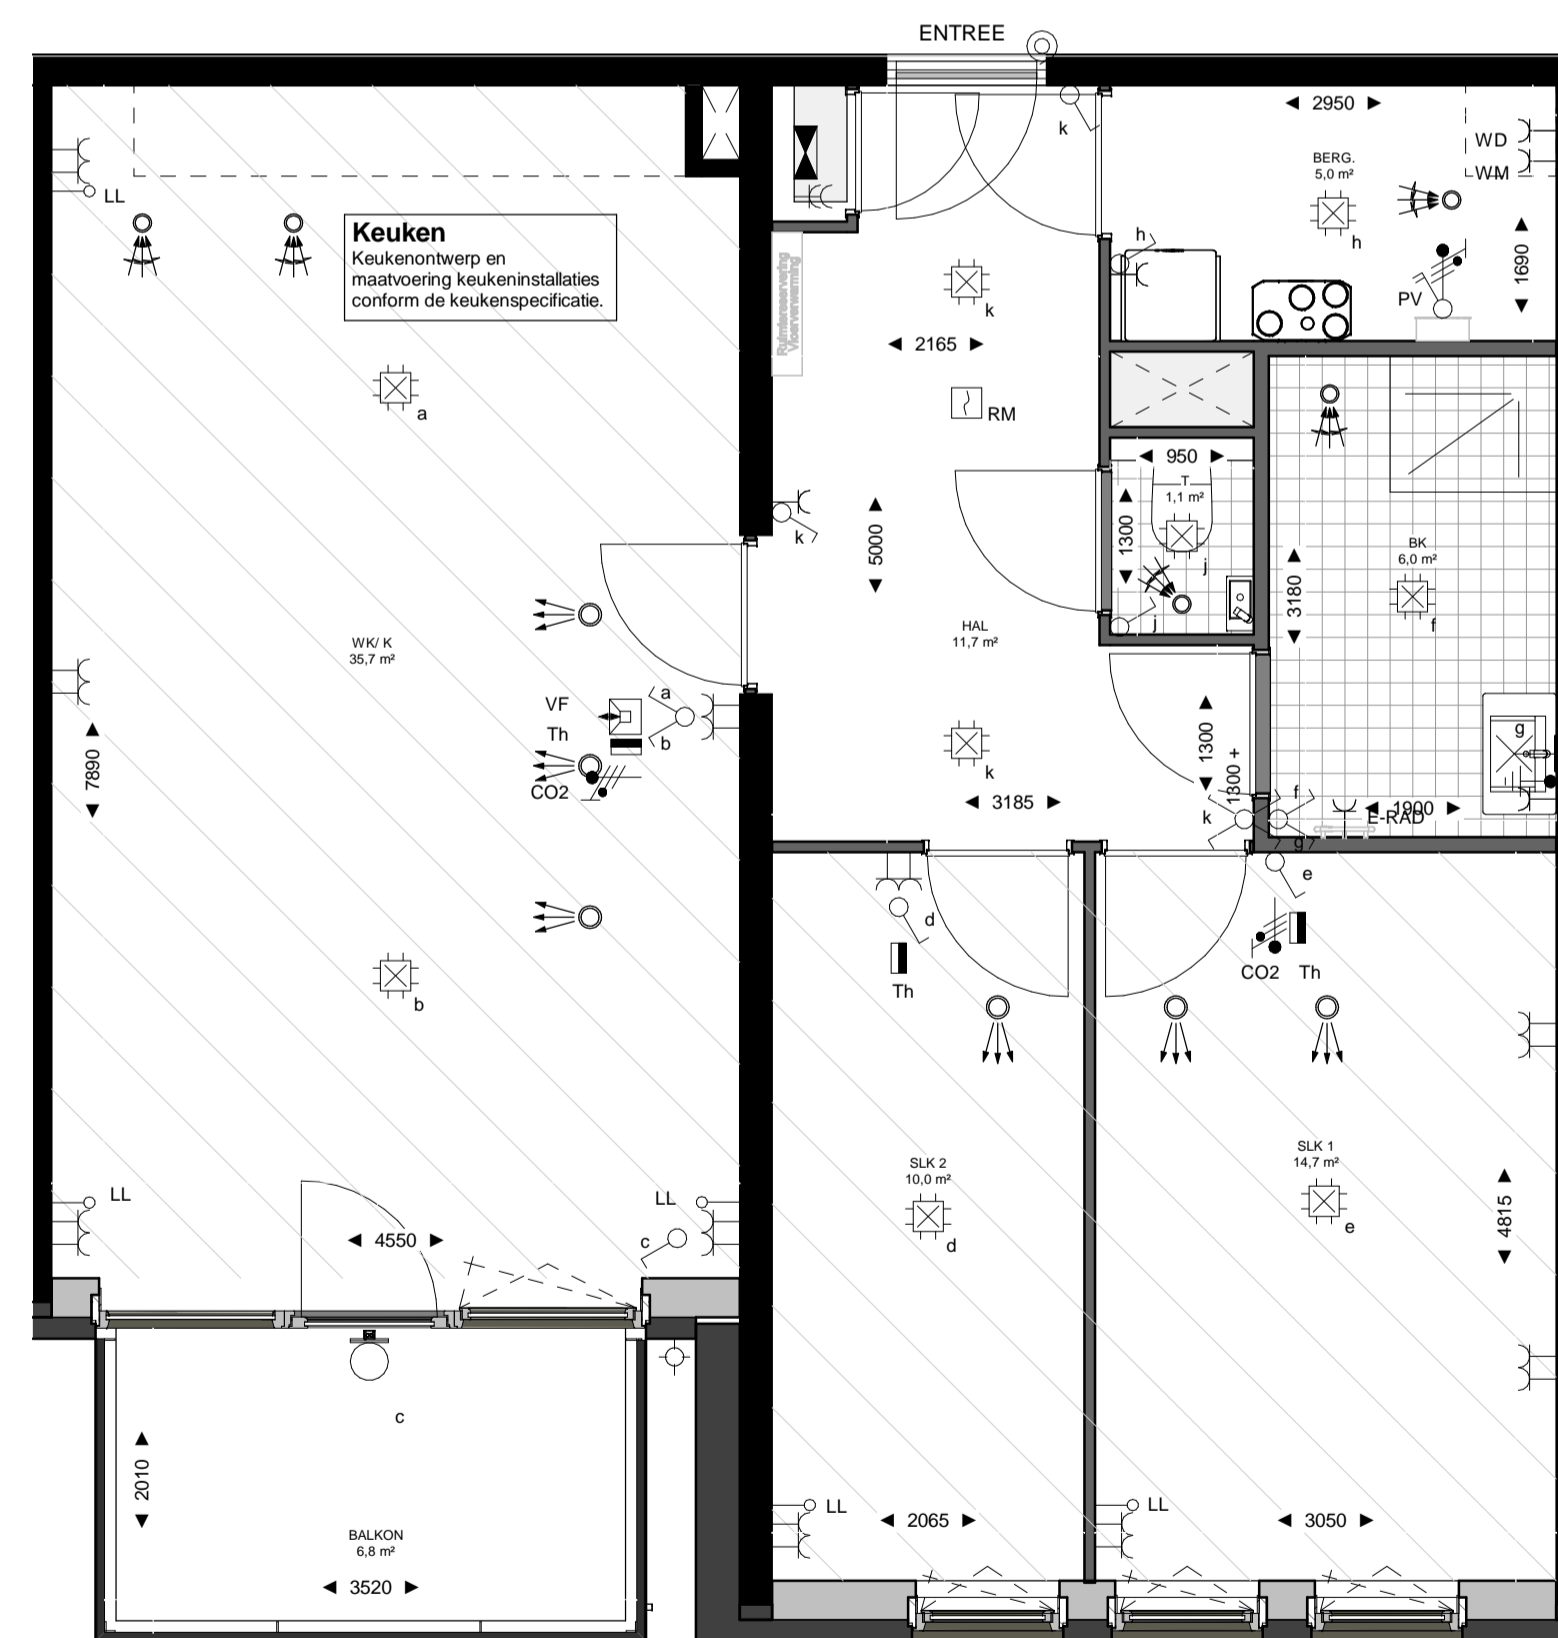 ENTREE
k
2950
WD
WM
BERG.
5,0 m²
h
LL
Keuken
Keukenontwerp en
maatvoering keukeninstallaties
conform de keukenspecificatie.
h
1690
PV
Ruimtereservering
Vloerverwarming
k
2165
a
RM
950
T
1,1 m²
1300
j
j
k
5000
BK
6,0 m²
f
3180
HAL
11,7 m²
WK/ K
35,7 m²
VF
Th
a
b
CO2
7890
k
3185
1300
1300 +
g
k
f
g
1900
E-RAD
e
d
Th
CO2
Th
b
SLK 2
10,0 m²
d
SLK 1
14,7 m²
e
4815
LL
LL
c
4550
c
2010
BALKON
6,8 m²
3520
LL
2065
LL
3050